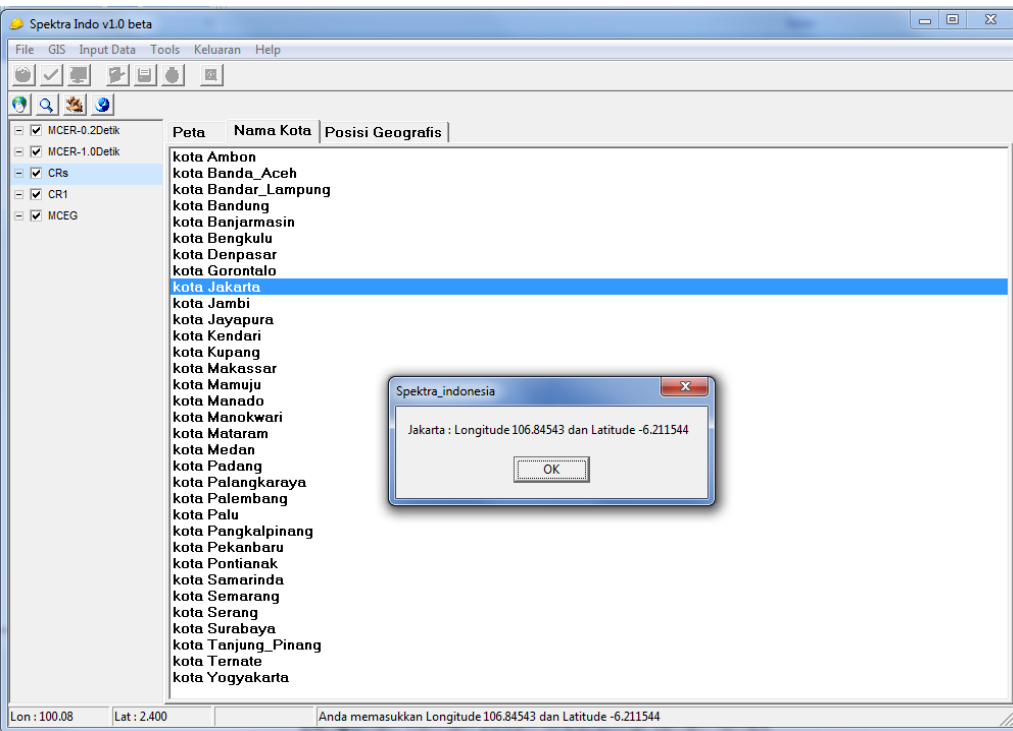 Spektra Indo v1.0 beta
File GIS Input Data Tools Keluaran Help
MCER-0.2Detik
MCER-1.0Detik
CRs
CR1
MCEG
Peta Nama Kota Posisi Geografis
kota Ambon
kota Banda_Aceh
kota Bandar_Lampung
kota Bandung
kota Banjarmasin
kota Bengkulu
kota Denpasar
kota Gorontalo
kota Jakarta
kota Jambi
kota Jayapura
kota Kendari
kota Kupang
kota Makassar
kota Mamuju
kota Manado
kota Manokwari
kota Mataram
kota Medan
kota Padang
kota Palangkaraya
kota Palembang
kota Palu
kota Pangkalpinang
kota Pekanbaru
kota Pontianak
kota Samarinda
kota Semarang
kota Serang
kota Surabaya
kota Tanjung_Pinang
kota Ternate
kota Yogyakarta
Spektra_indonesia
Jakarta : Longitude 106.84543 dan Latitude -6.211544
OK
Lon : 100.08 Lat : 2.400 Anda memasukkan Longitude 106.84543 dan Latitude -6.211544